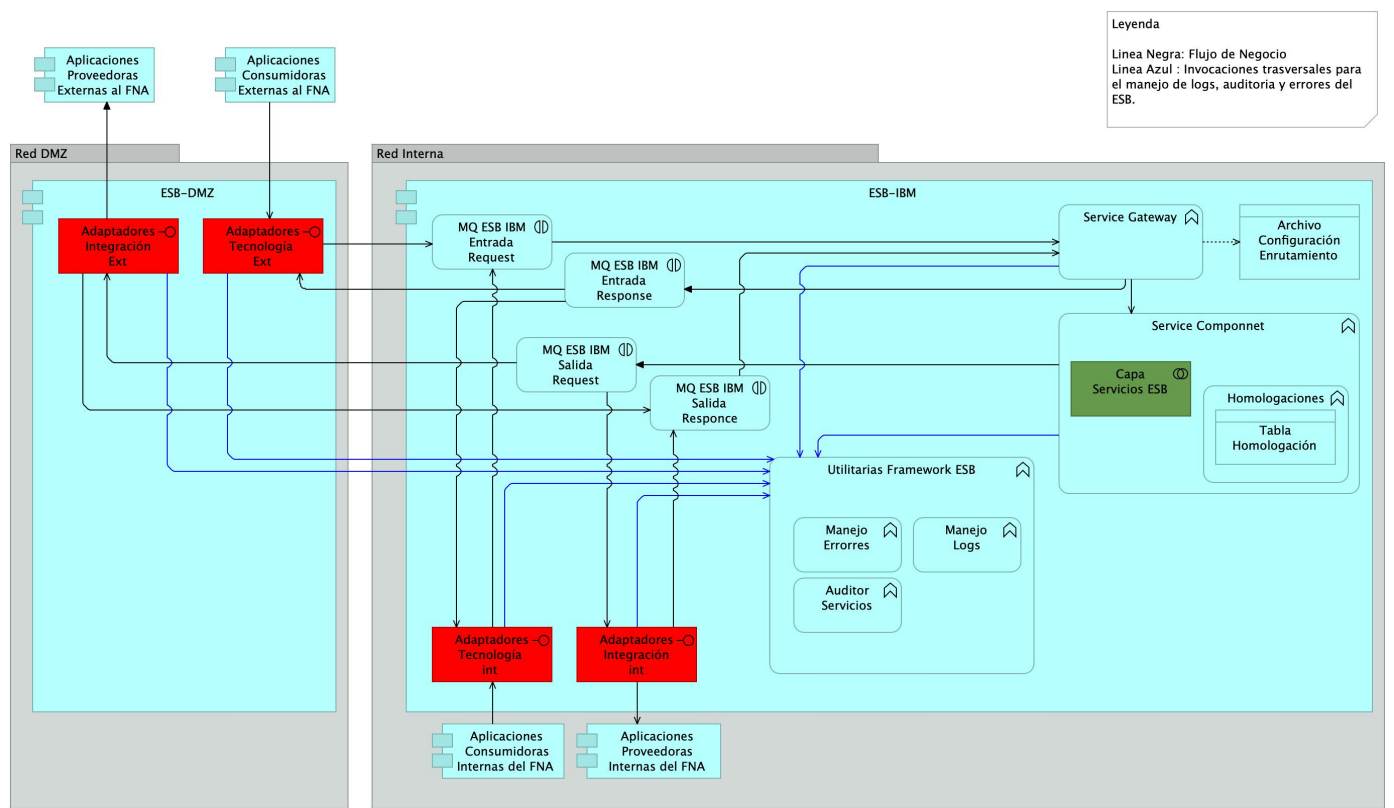 Leyenda
Linea Negra: Flujo de Negocio
Linea Azul : Invocaciones trasversales para
el manejo de logs, auditoria y errores del
ESB.
Aplicaciones
Proveedoras
Externas al FNA
Aplicaciones
Consumidoras
Externas al FNA
Red DMZ
Red Interna
ESB-DMZ
ESB-IBM
Adaptadores
Integración
Ext
Adaptadores
Tecnología
Ext
MQ ESB IBM
Entrada
Request
MQ ESB IBM
Entrada
Response
Service Gateway
Archivo
Configuración
Enrutamiento
MQ ESB IBM
Salida
Request
MQ ESB IBM
Salida
Responce
Service Componnet
Capa
Servicios ESB
Homologaciones
Tabla
Homologación
Utilitarias Framework ESB
Manejo
Errorres
Manejo
Logs
Auditor
Servicios
Adaptadores
Tecnología
int
Adaptadores
Integración
int
Aplicaciones
Consumidoras
Internas del FNA
Aplicaciones
Proveedoras
Internas del FNA